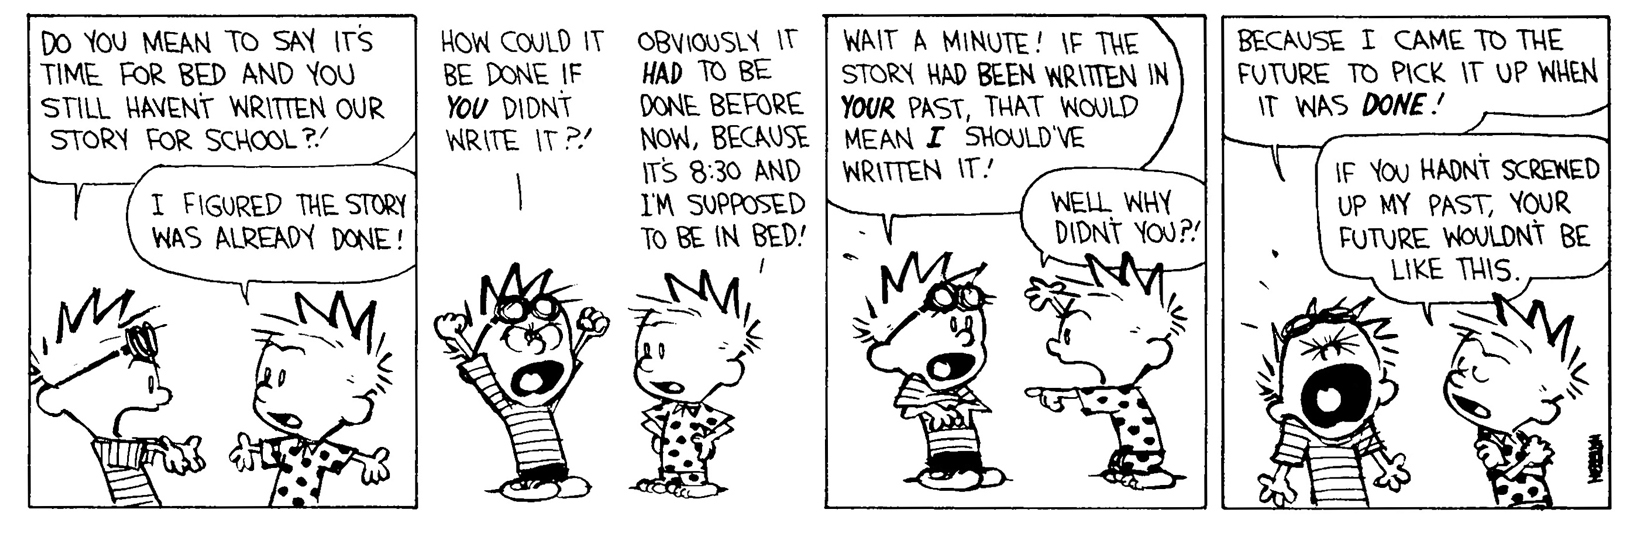 DO YOU MEAN TO SAY IT'S
TIME FOR BED AND YOU
STILL HAVEN'T WRITTEN OUR
STORY FOR SCHOOL?!
I FIGURED THE STORY
WAS ALREADY DONE!
HOW COULD IT
BE DONE IF
YOU DIDN'T
WRITE IT?!
OBVIOUSLY IT
HAD TO BE
DONE BEFORE
NOW, BECAUSE
IT'S 8:30 AND
I'M SUPPOSED
TO BE IN BED!
WAIT A MINUTE! IF THE
STORY HAD BEEN WRITTEN IN
YOUR PAST, THAT WOULD
MEAN I SHOULD'VE
WRITTEN IT!
WELL WHY
DIDN'T YOU?!
BECAUSE I CAME TO THE
FUTURE TO PICK IT UP WHEN
IT WAS DONE!
IF YOU HADN'T SCREWED
UP MY PAST, YOUR
FUTURE WOULDN'T BE
LIKE THIS.
WATTERSON